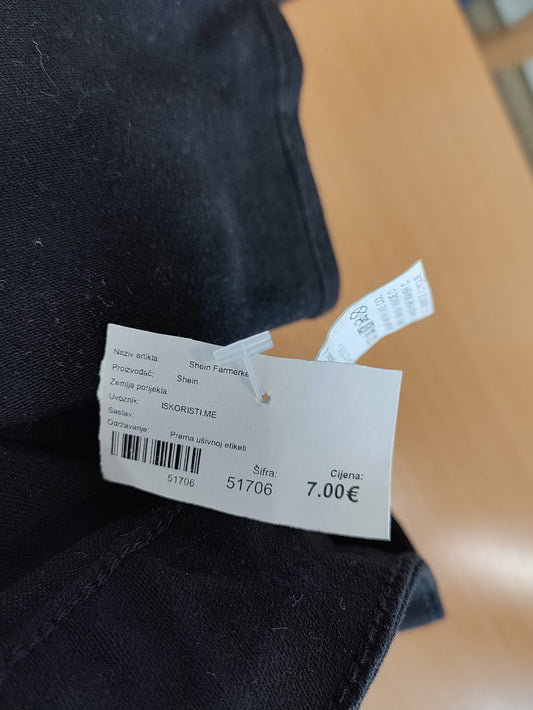 Naziv artikla: Shein Farmerke
Proizvođač: Shein
Zemlja porijekla:
Uvoznik: ISKORISTI.ME
Sastav:
Održavanje: Prema ušivnoj etiketi
51706
Šifra:
51706
Cijena:
7.00€